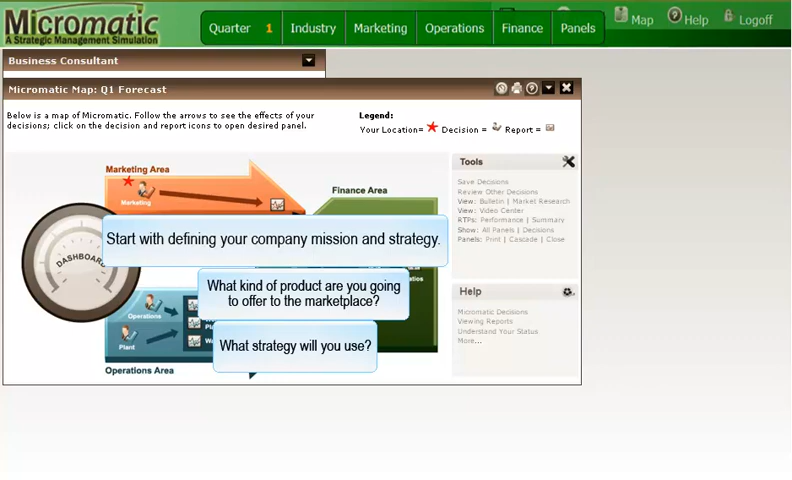 Micromatic
A Strategic Management Simulation
Quarter 1
Industry
Marketing
Operations
Finance
Panels
Map
Help
Logoff
Business Consultant
Micromatic Map: Q1 Forecast
Below is a map of Micromatic. Follow the arrows to see the effects of your
decisions; click on the decision and report icons to open desired panel.
Legend:
Your Location= Decision = Report =
Marketing Area
Marketing
Finance Area
DASHBOARD
Start with defining your company mission and strategy.
What kind of product are you going
to offer to the marketplace?
What strategy will you use?
Operations
Plant
Operations Area
Tools
Save Decisions
Review Other Decisions
View: Bulletin | Market Research
View: Video Center
RTPs: Performance | Summary
Show: All Panels | Decisions
Panels: Print | Cascade | Close
Help
Micromatic Decisions
Viewing Reports
Understand Your Status
More...